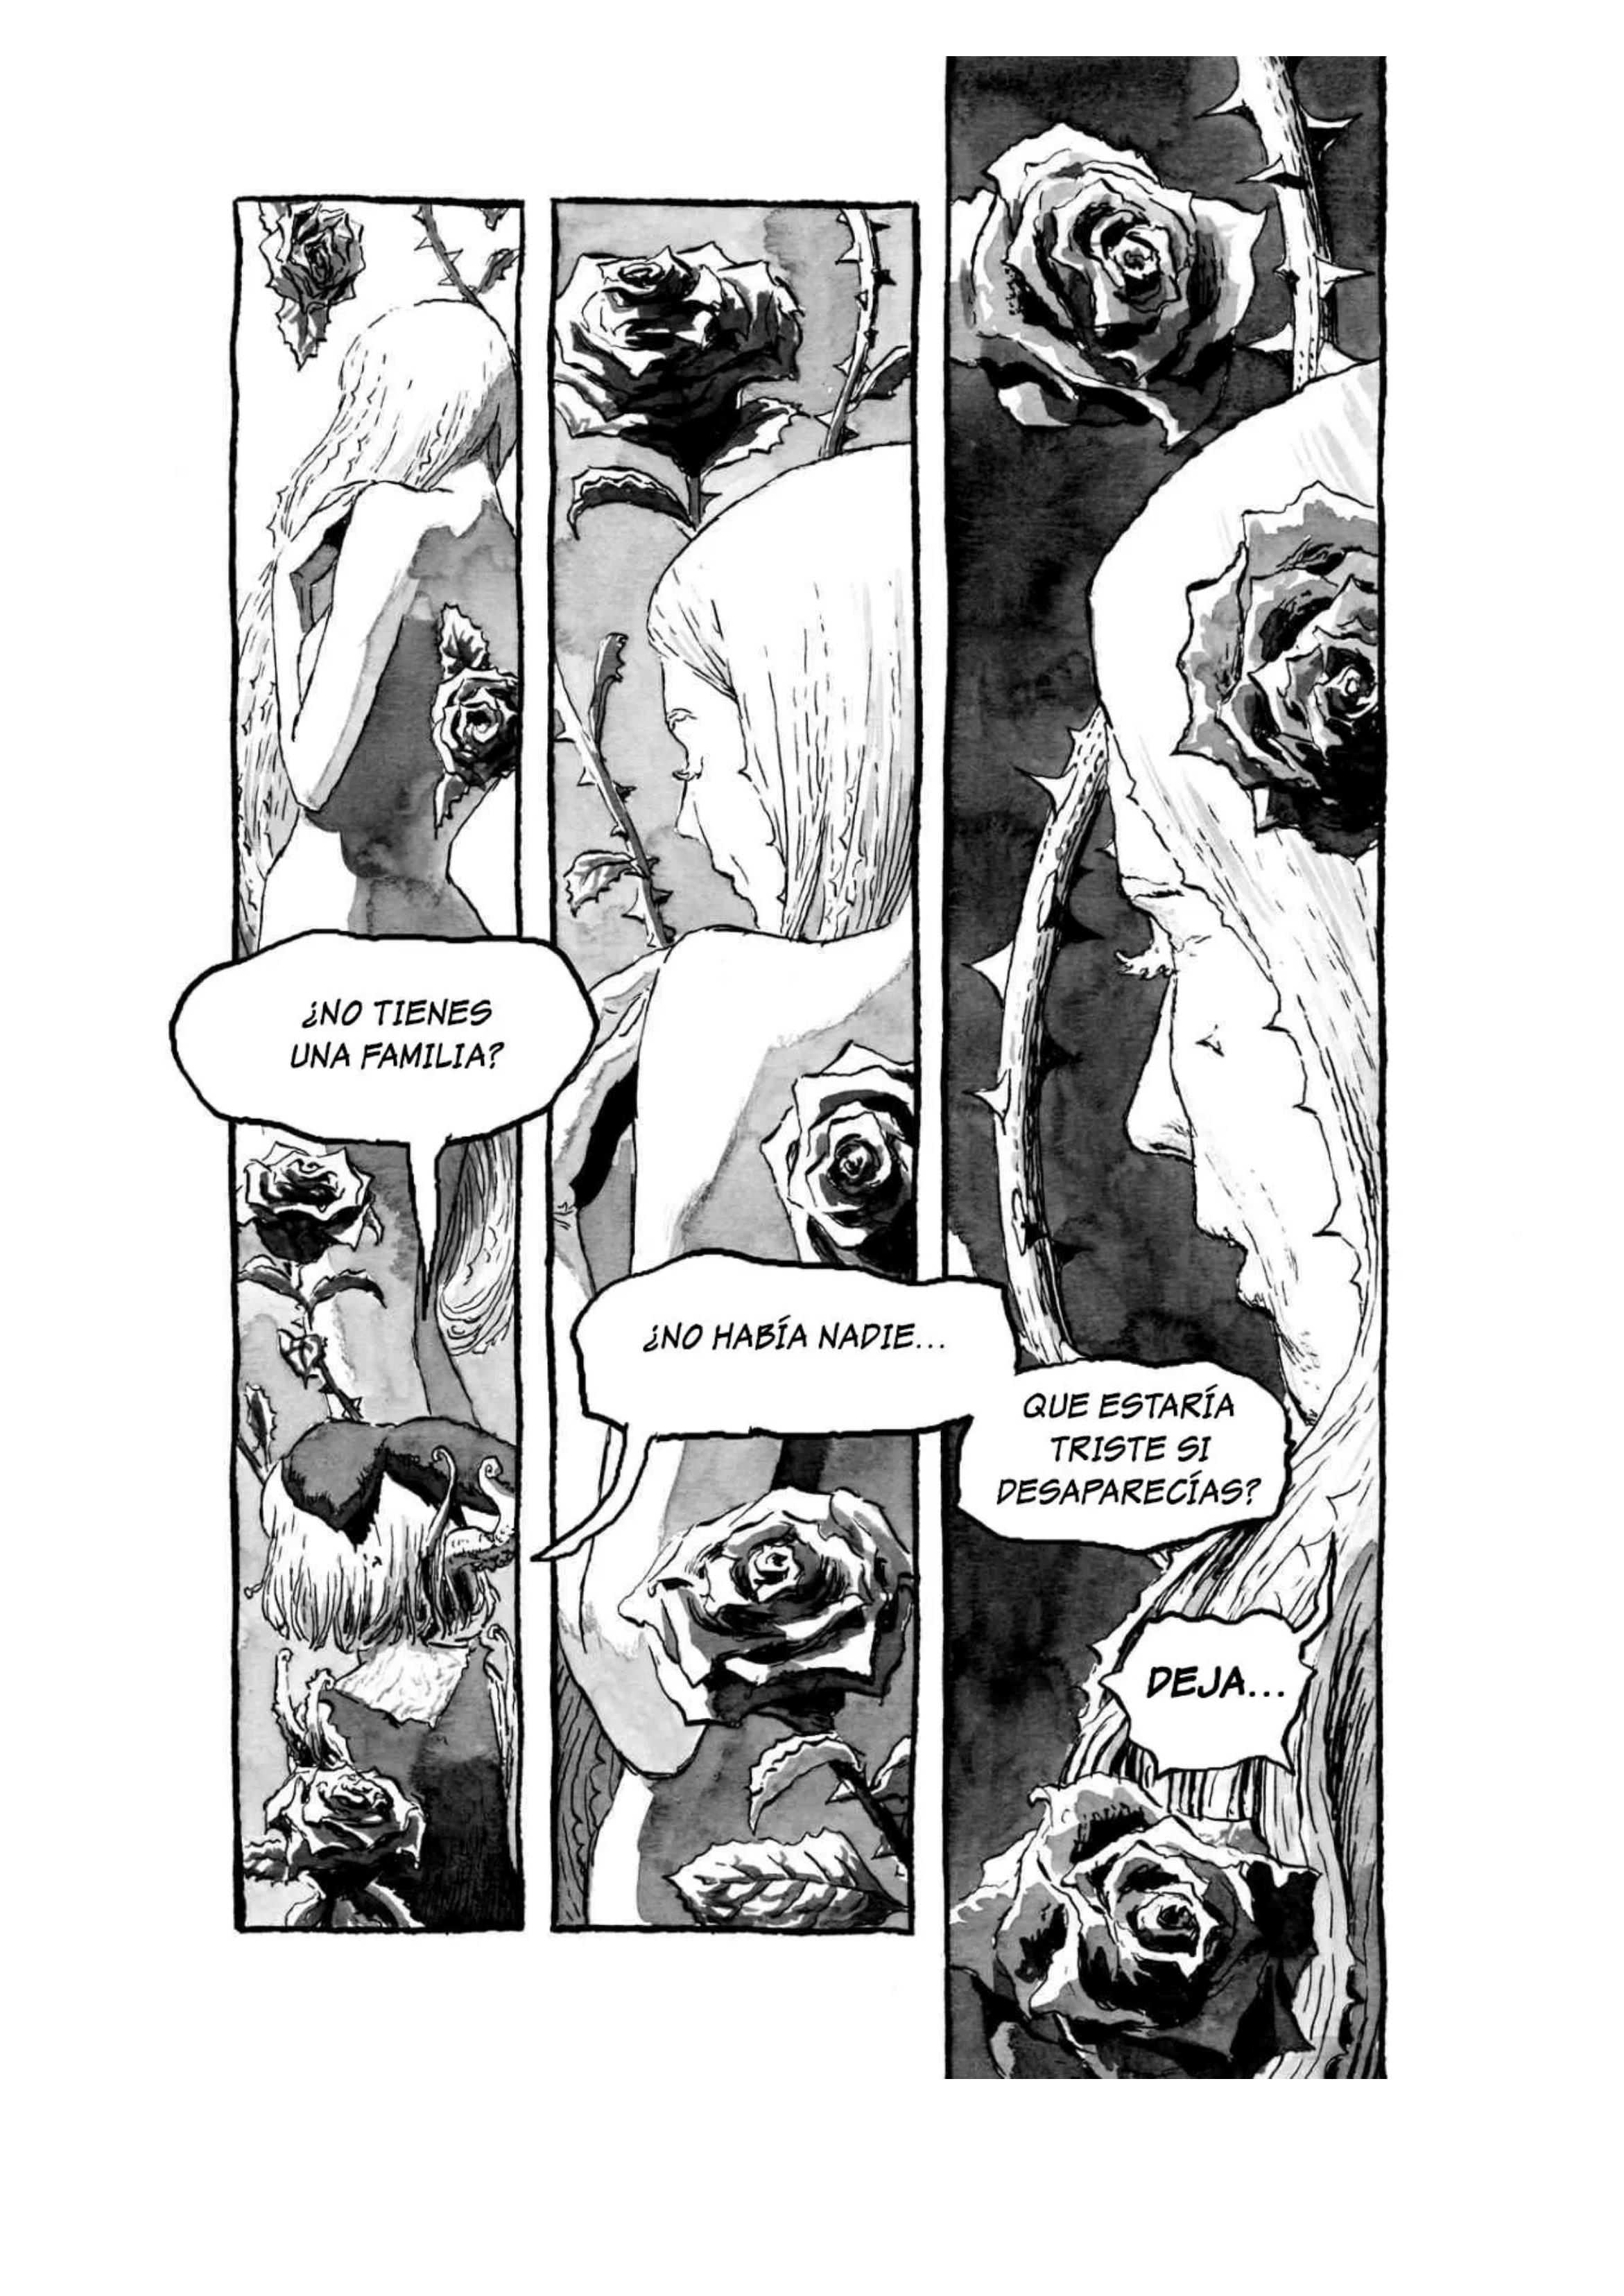 ¿NO TIENES
UNA FAMILIA?
¿NO HABÍA NADIE...
QUE ESTARÍA
TRISTE SI
DESAPARECÍAS?
DEJA...